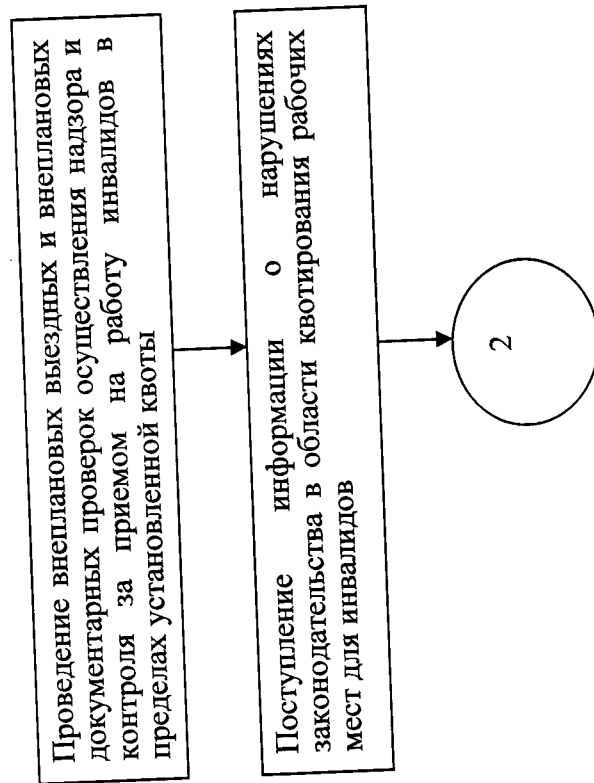 Проведение внеплановых выездных и внеплановых
документарных проверок осуществления надзора и
контроля за приемом на работу инвалидов в
пределах установленной квоты
Поступление информации о нарушениях
законодательства в области квотирования рабочих
мест для инвалидов
2